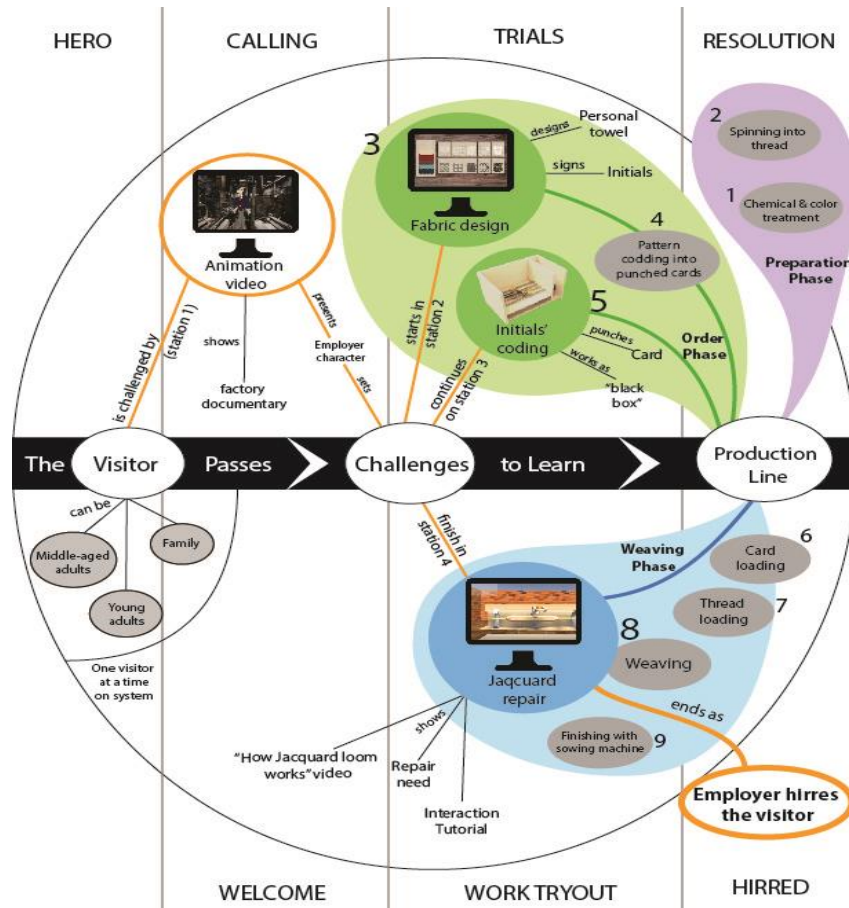 HERO
CALLING
TRIALS
RESOLUTION
2
Spinning into
thread
1
Chemical & color
treatment
Preparation
Phase
3
Fabric design
designs
Personal
towel
signs
Initials
4
Pattern
codding into
punched cards
5
Initials'
coding
punches
Card
works as
"black
box"
Order
Phase
Animation
video
is challenged by
(station 1)
shows
factory
documentary
presents
Employer
character
sets
starts in
station 2
continues
on station 3
The
Visitor
Passes
Challenges
to Learn
Production
Line
can be
Middle-aged
adults
Young
adults
Family
One visitor
at a time
on system
finish in
station 4
Weaving
Phase
6
Card
loading
Thread
loading
7
8
Weaving
Jaqcuard
repair
shows
"How Jacquard loom
works"video
Repair
need
Interaction
Tutorial
Finishing with
sowing machine
9
ends as
Employer hirres
the visitor
WELCOME
WORK TRYOUT
HIRRED